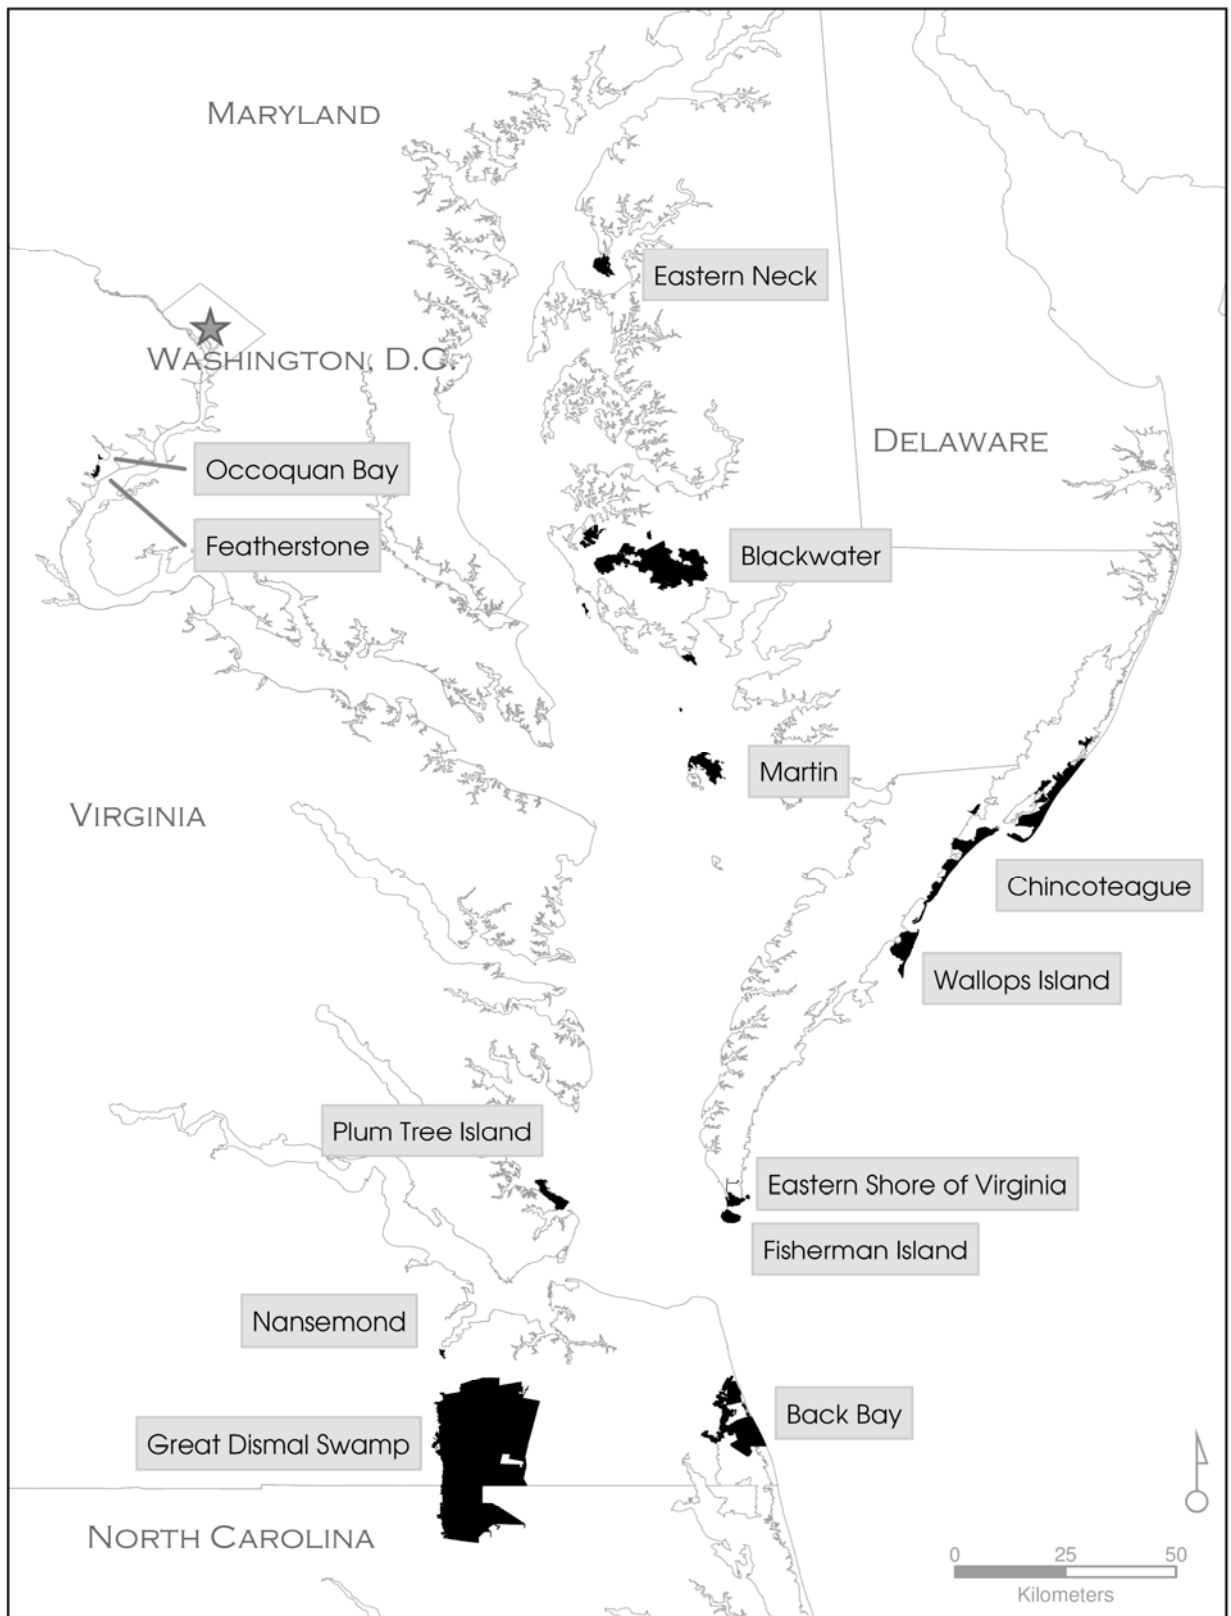 MARYLAND
Eastern Neck
WASHINGTON, D.C.
DELAWARE
Occoquan Bay
Featherstone
Blackwater
Martin
VIRGINIA
Chincoteague
Wallops Island
Plum Tree Island
Eastern Shore of Virginia
Fisherman Island
Nansemond
Back Bay
Great Dismal Swamp
NORTH CAROLINA
0 25 50
Kilometers